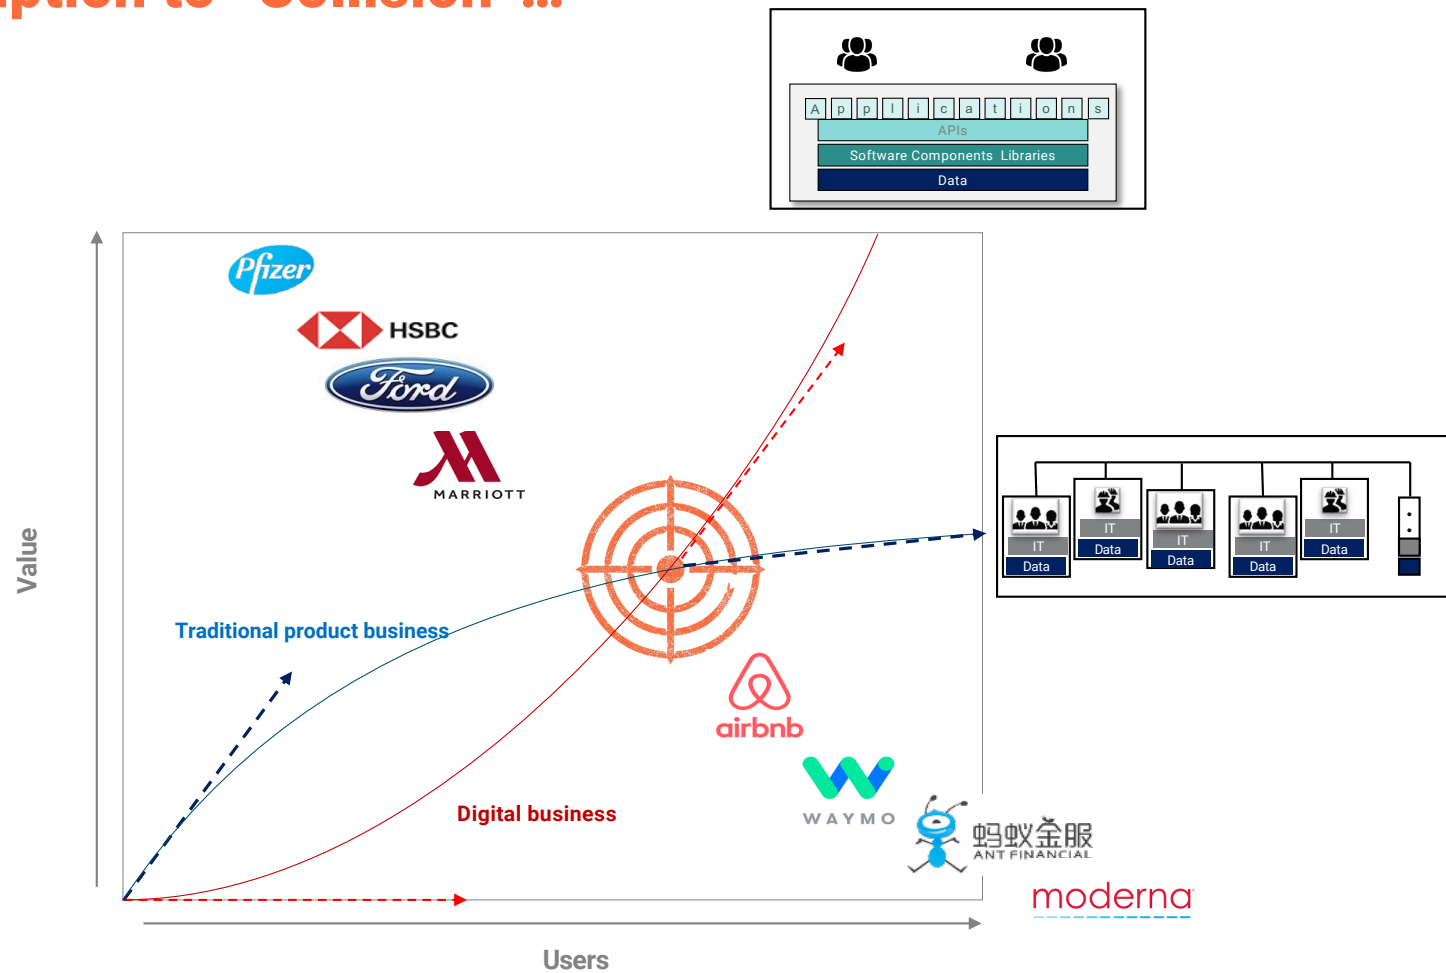 ption to "Collision"...
Applications
APIs
Software Components Libraries
Data
Pfizer
HSBC
Ford
MARRIOTT
IT
Data
IT
Data
IT
Data
IT
Data
IT
Data
Value
Traditional product business
airbnb
Digital business
WAYMO
蚂蚁金服
ANT FINANCIAL
moderna
Users